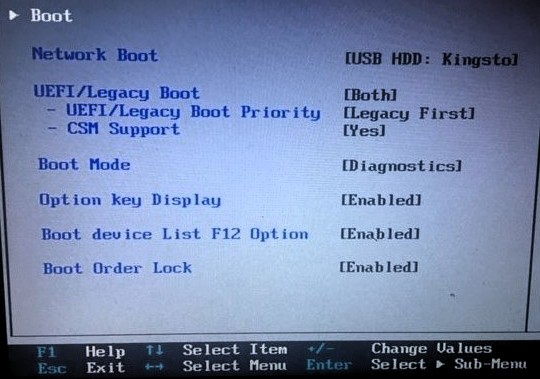 ▶ Boot
Network Boot [USB HDD: Kingsto]
UEFI/Legacy Boot [Both]
- UEFI/Legacy Boot Priority [Legacy First]
- CSM Support [Yes]
Boot Mode [Diagnostics]
Option key Display [Enabled]
Boot device List F12 Option [Enabled]
Boot Order Lock [Enabled]
F1 Help ↑↓ Select Item +/- Change Values
Esc Exit ←→ Select Menu Enter Select ▶ Sub-Menu